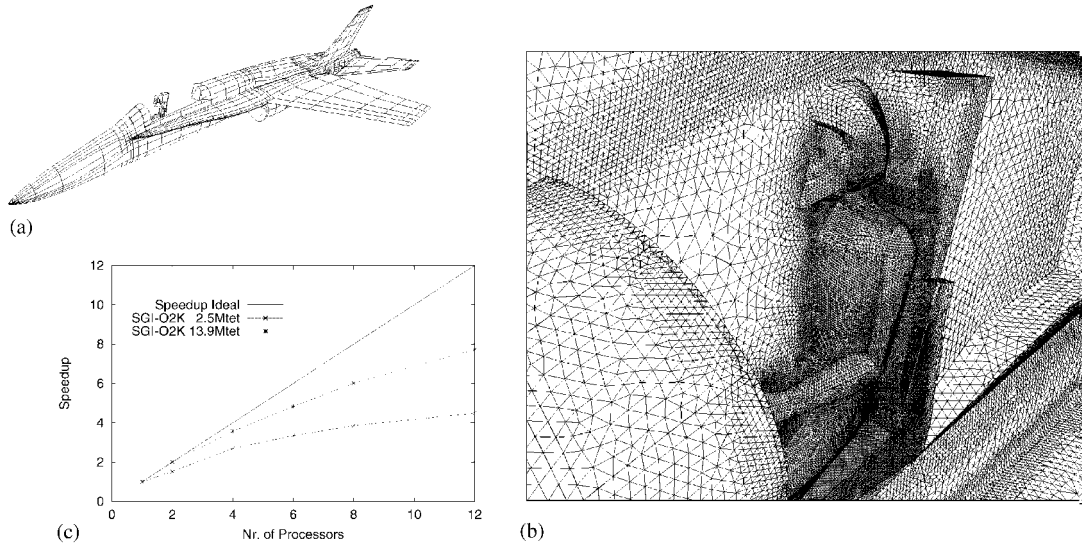 (a)
12
10
8
6
4
2
0
Speedup
Speedup Ideal
SGI-O2K 2.5Mtet
SGI-O2K 13.9Mtet
0 2 4 6 8 10 12
Nr. of Processors
(c)
(b)